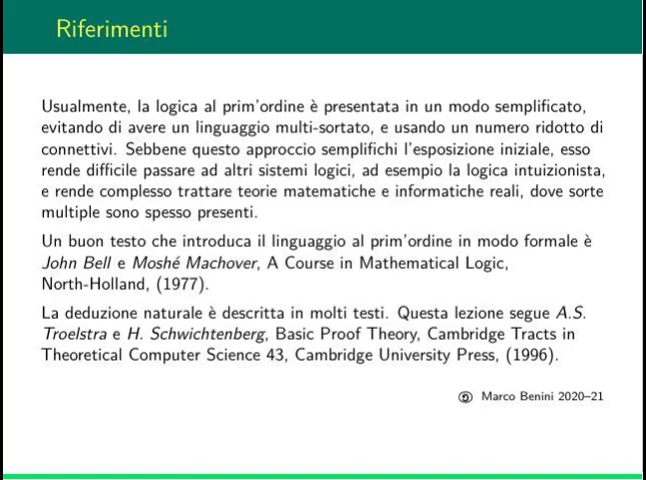 Riferimenti
Usualmente, la logica al prim'ordine è presentata in un modo semplificato,
evitando di avere un linguaggio multi-sortato, e usando un numero ridotto di
connettivi. Sebbene questo approccio semplifichi l'esposizione iniziale, esso
rende difficile passare ad altri sistemi logici, ad esempio la logica intuizionista,
e rende complesso trattare teorie matematiche e informatiche reali, dove sorte
multiple sono spesso presenti.
Un buon testo che introduca il linguaggio al prim'ordine in modo formale è
John Bell e Moshé Machover, A Course in Mathematical Logic,
North-Holland, (1977).
La deduzione naturale è descritta in molti testi. Questa lezione segue A.S.
Troelstra e H. Schwichtenberg, Basic Proof Theory, Cambridge Tracts in
Theoretical Computer Science 43, Cambridge University Press, (1996).
Marco Benini 2020–21